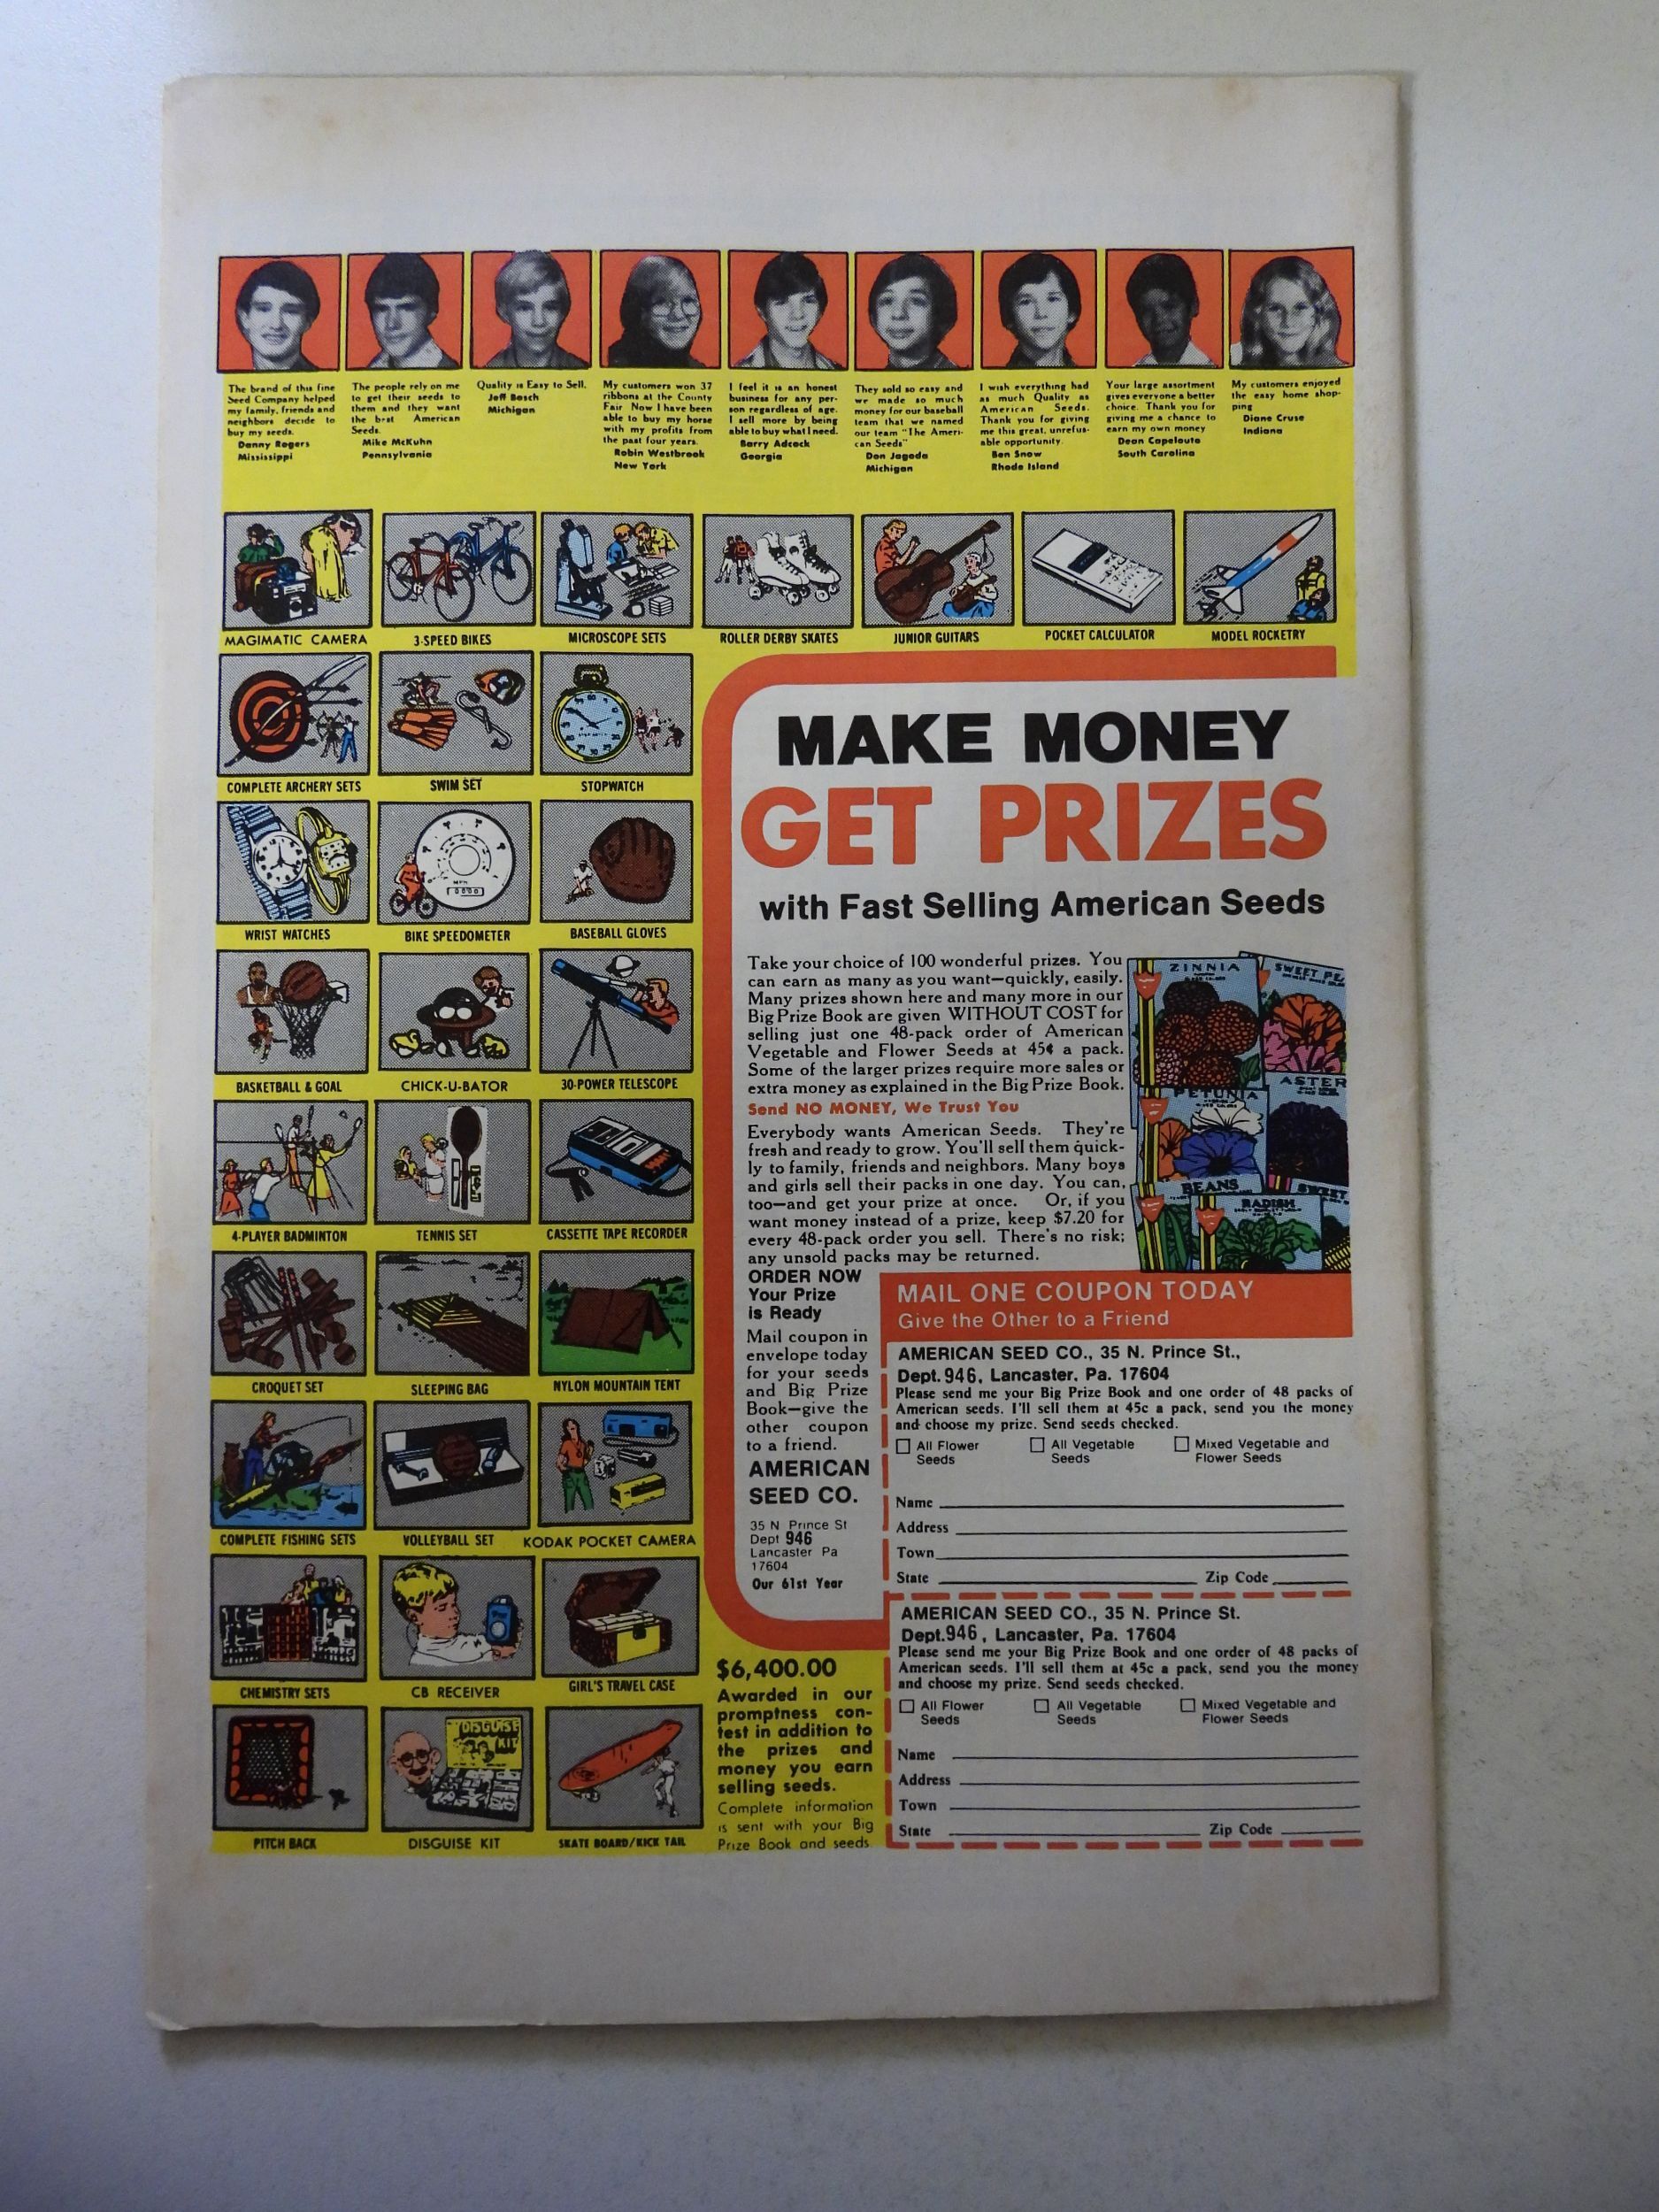 The brand of this fine
Seed Company helped
my family, friends and
neighbors decide to
buy my seeds.
Danny Rogers
Mississippi
The people rely on me
to get their seeds to
them and they want
the best American
Seeds.
Mike McKuhn
Pennsylvania
Quality is Easy to Sell.
Jeff Bosch
Michigan
My customers won 37
ribbons at the County
Fair Now I have been
able to buy my horse
with my profits from
the past four years.
Robin Westbrook
New York
I feel it is an honest
business for any per-
son regardless of age.
I sell more by being
able to buy what I need.
Barry Adcock
Georgia
They sold so easy and
we made so much
money for our baseball
team that we named
our team "The Ameri-
can Seeds"
Don Jagoda
Michigan
I wish everything had
as much Quality as
American Seeds.
Thank you for giving
me this great, unrefus-
able opportunity.
Ben Snow
Rhode Island
Your large assortment
gives everyone a better
choice. Thank you for
giving me a chance to
earn my own money
Dean Capelouto
South Carolina
My customers enjoyed
the easy home shop-
ping
Diane Cruse
Indiana
MAGIMATIC CAMERA
3-SPEED BIKES
MICROSCOPE SETS
ROLLER DERBY SKATES
JUNIOR GUITARS
POCKET CALCULATOR
MODEL ROCKETRY
COMPLETE ARCHERY SETS
SWIM SET
STOPWATCH
WRIST WATCHES
BIKE SPEEDOMETER
BASEBALL GLOVES
BASKETBALL & GOAL
CHICK-U-BATOR
30-POWER TELESCOPE
4-PLAYER BADMINTON
TENNIS SET
CASSETTE TAPE RECORDER
CROQUET SET
SLEEPING BAG
NYLON MOUNTAIN TENT
COMPLETE FISHING SETS
VOLLEYBALL SET
KODAK POCKET CAMERA
CHEMISTRY SETS
CB RECEIVER
GIRL'S TRAVEL CASE
DISGUISE
KIT
PITCH BACK
DISGUISE KIT
SKATE BOARD/KICK TAIL
MAKE MONEY
GET PRIZES
with Fast Selling American Seeds
Take your choice of 100 wonderful prizes. You
can earn as many as you want—quickly, easily.
Many prizes shown here and many more in our
Big Prize Book are given WITHOUT COST for
selling just one 48-pack order of American
Vegetable and Flower Seeds at 45¢ a pack.
Some of the larger prizes require more sales or
extra money as explained in the Big Prize Book.
Send NO MONEY, We Trust You
Everybody wants American Seeds. They're
fresh and ready to grow. You'll sell them quick-
ly to family, friends and neighbors. Many boys
and girls sell their packs in one day. You can,
too—and get your prize at once. Or, if you
want money instead of a prize, keep $7.20 for
every 48-pack order you sell. There's no risk;
any unsold packs may be returned.
ZINNIA
SWEET PEA
PETUNIA
ASTER
BEANS
RADISH
SWEET
ORDER NOW
Your Prize
is Ready
Mail coupon in
envelope today
for your seeds
and Big Prize
Book—give the
other coupon
to a friend.
AMERICAN
SEED CO.
35 N Prince St
Dept 946
Lancaster Pa
17604
Our 61st Year
$6,400.00
Awarded in our
promptness con-
test in addition to
the prizes and
money you earn
selling seeds.
Complete information
is sent with your Big
Prize Book and seeds.
MAIL ONE COUPON TODAY
Give the Other to a Friend
AMERICAN SEED CO., 35 N. Prince St.,
Dept. 946, Lancaster, Pa. 17604
Please send me your Big Prize Book and one order of 48 packs of
American seeds. I'll sell them at 45c a pack, send you the money
and choose my prize. Send seeds checked.
All Flower Seeds
All Vegetable Seeds
Mixed Vegetable and Flower Seeds
Name
Address
Town
State Zip Code
AMERICAN SEED CO., 35 N. Prince St.
Dept. 946, Lancaster, Pa. 17604
Please send me your Big Prize Book and one order of 48 packs of
American seeds. I'll sell them at 45c a pack, send you the money
and choose my prize. Send seeds checked.
All Flower Seeds
All Vegetable Seeds
Mixed Vegetable and Flower Seeds
Name
Address
Town
State Zip Code